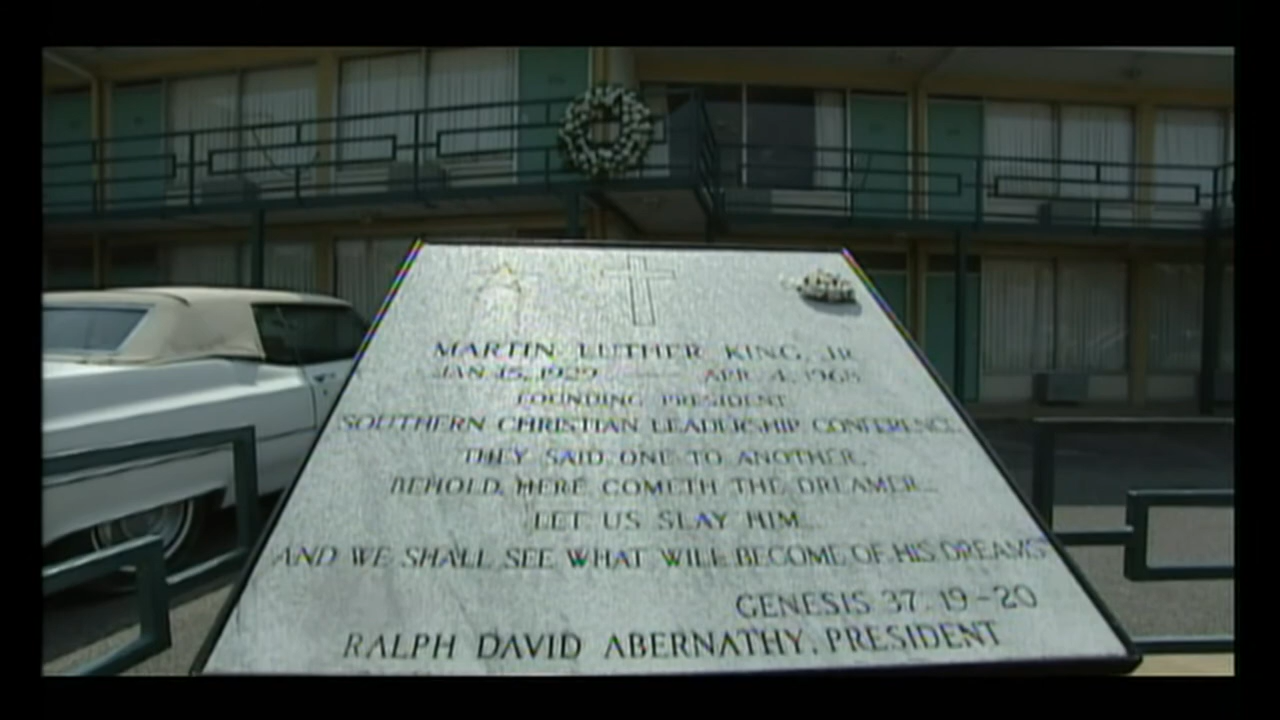 MARTIN LUTHER KING, JR
JAN 15, 1929 — APR 4, 1968
FOUNDING PRESIDENT
SOUTHERN CHRISTIAN LEADERSHIP CONFERENCE
THEY SAID ONE TO ANOTHER,
BEHOLD, HERE COMETH THE DREAMER...
LET US SLAY HIM...
AND WE SHALL SEE WHAT WILL BECOME OF HIS DREAMS
GENESIS 37. 19-20
RALPH DAVID ABERNATHY, PRESIDENT